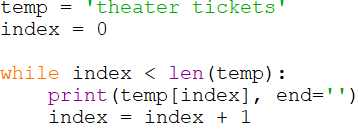 temp = 'theater tickets'
index = 0

while index < len(temp):
    print(temp[index], end='')
    index = index + 1